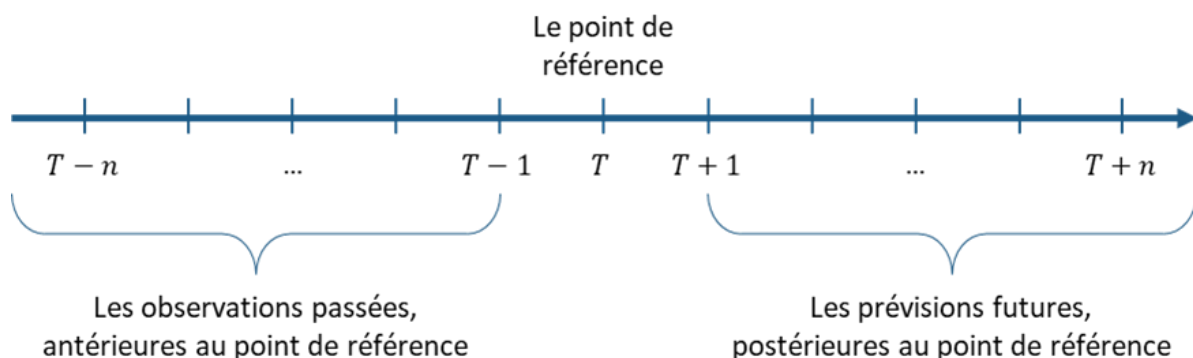 Le point de
référence
T − n ... T − 1 T T + 1 ... T + n
Les observations passées,
antérieures au point de référence
Les prévisions futures,
postérieures au point de référence